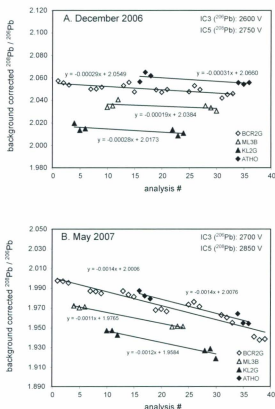 A. December 2006
IC3 (²⁰⁶Pb): 2600 V
IC5 (²⁰⁸Pb): 2750 V
background corrected ²⁰⁸Pb / ²⁰⁶Pb
2.120
2.100
2.080
2.060
2.040
2.020
2.000
1.980
y = -0.00029x + 2.0549
y = -0.00031x + 2.0660
y = -0.00019x + 2.0384
y = -0.00028x + 2.0173
BCR2G
ML3B
KL2G
ATHO
0 5 10 15 20 25 30 35 40
analysis #
B. May 2007
IC3 (²⁰⁶Pb): 2700 V
IC5 (²⁰⁸Pb): 2850 V
background corrected ²⁰⁸Pb / ²⁰⁶Pb
2.050
2.030
2.010
1.990
1.970
1.950
1.930
1.910
1.890
y = -0.0014x + 2.0006
y = -0.0014x + 2.0076
y = -0.0011x + 1.9765
y = -0.0012x + 1.9584
BCR2G
ML3B
KL2G
ATHO
0 5 10 15 20 25 30 35 40
analysis #